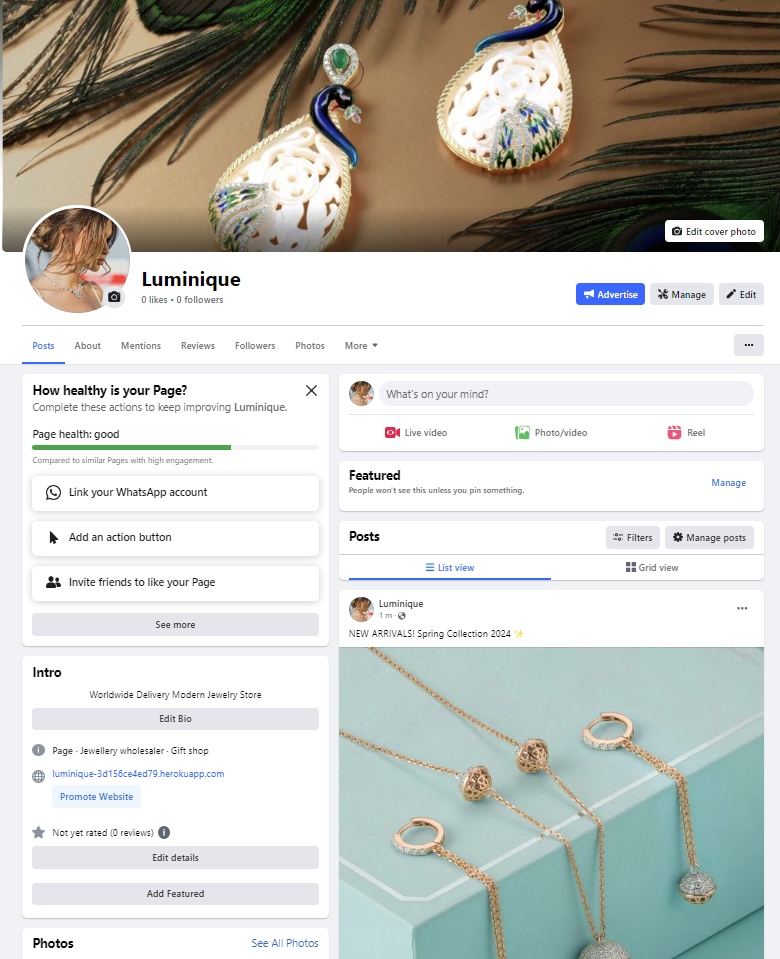 Edit cover photo
Luminique
0 likes • 0 followers
Advertise
Manage
Edit
Posts
About
Mentions
Reviews
Followers
Photos
More
How healthy is your Page?
Complete these actions to keep improving Luminique.
Page health: good
Compared to similar Pages with high engagement.
Link your WhatsApp account
Add an action button
Invite friends to like your Page
See more
Intro
Worldwide Delivery Modern Jewelry Store
Edit Bio
Page · Jewellery wholesaler · Gift shop
luminique-3d156ce4ed79.herokuapp.com
Promote Website
Not yet rated (0 reviews)
Edit details
Add Featured
Photos
See All Photos
What's on your mind?
Live video
Photo/video
Reel
Featured
People won't see this unless you pin something.
Manage
Posts
Filters
Manage posts
List view
Grid view
Luminique
1 m ·
NEW ARRIVALS! Spring Collection 2024 ✨